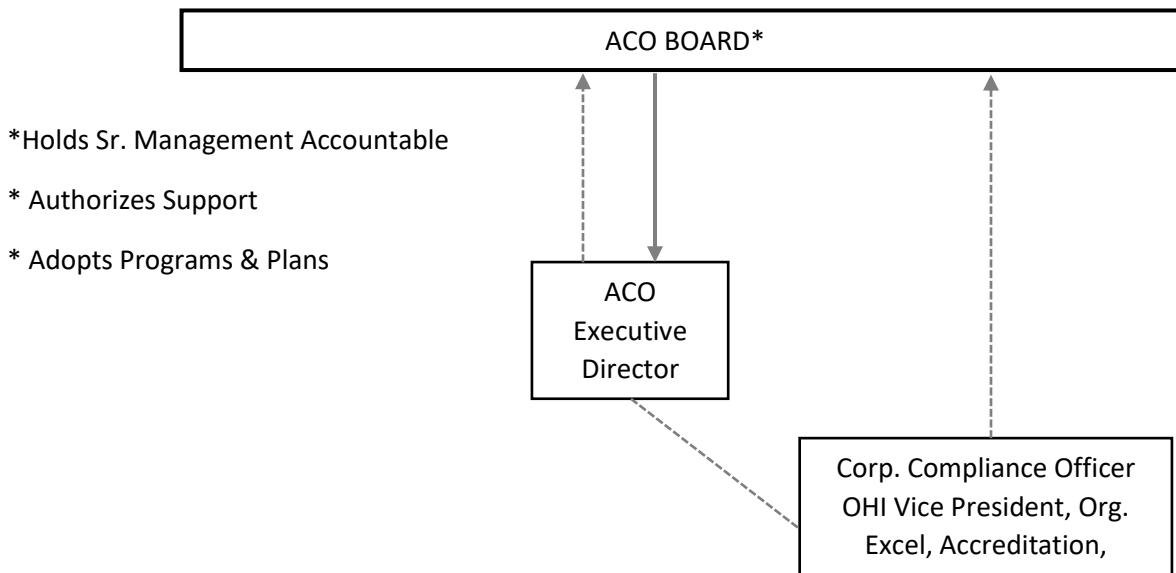 ACO BOARD*
*Holds Sr. Management Accountable
* Authorizes Support
* Adopts Programs & Plans
ACO
Executive
Director
Corp. Compliance Officer
OHI Vice President, Org.
Excel, Accreditation,